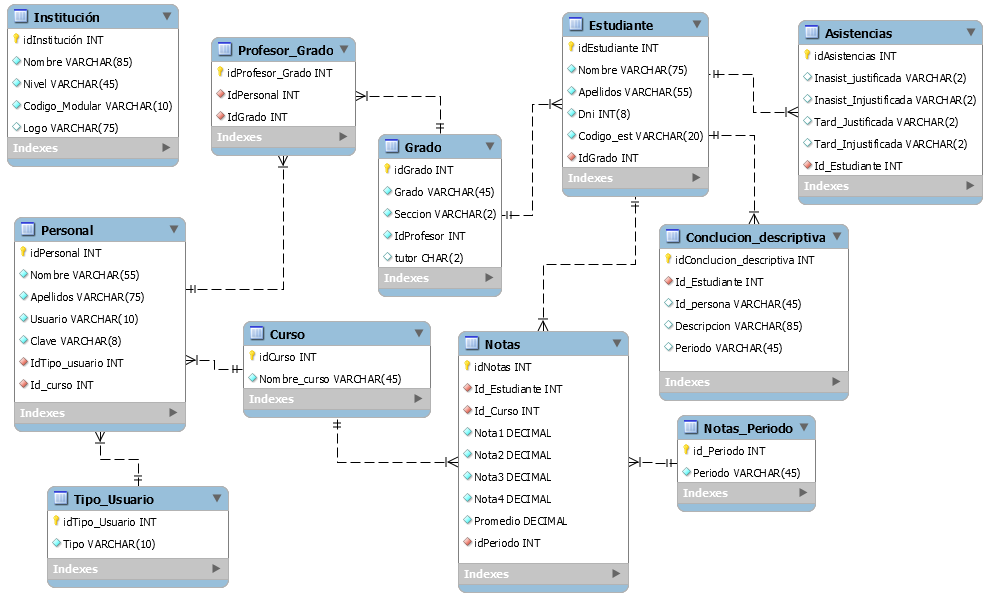 Institución
idInstitución INT
Nombre VARCHAR(85)
Nivel VARCHAR(45)
Codigo_Modular VARCHAR(10)
Logo VARCHAR(75)
Indexes
Profesor_Grado
idProfesor_Grado INT
IdPersonal INT
IdGrado INT
Indexes
Grado
idGrado INT
Grado VARCHAR(45)
Seccion VARCHAR(2)
IdProfesor INT
tutor CHAR(2)
Indexes
Estudiante
idEstudiante INT
Nombre VARCHAR(75)
Apellidos VARCHAR(55)
Dni INT(8)
Codigo_est VARCHAR(20)
IdGrado INT
Indexes
Asistencias
idAsistencias INT
Inasist_justificada VARCHAR(2)
Inasist_Injustificada VARCHAR(2)
Tard_Justificada VARCHAR(2)
Tard_Injustificada VARCHAR(2)
Id_Estudiante INT
Indexes
Personal
idPersonal INT
Nombre VARCHAR(55)
Apellidos VARCHAR(75)
Usuario VARCHAR(10)
Clave VARCHAR(8)
IdTipo_usuario INT
Id_curso INT
Indexes
Curso
idCurso INT
Nombre_curso VARCHAR(45)
Indexes
Conclucion_descriptiva
idConclucion_descriptiva INT
Id_Estudiante INT
Id_persona VARCHAR(45)
Descripcion VARCHAR(85)
Periodo VARCHAR(45)
Indexes
Notas
idNotas INT
Id_Estudiante INT
Id_Curso INT
Nota1 DECIMAL
Nota2 DECIMAL
Nota3 DECIMAL
Nota4 DECIMAL
Promedio DECIMAL
idPeriodo INT
Indexes
Notas_Periodo
id_Periodo INT
Periodo VARCHAR(45)
Indexes
Tipo_Usuario
idTipo_Usuario INT
Tipo VARCHAR(10)
Indexes